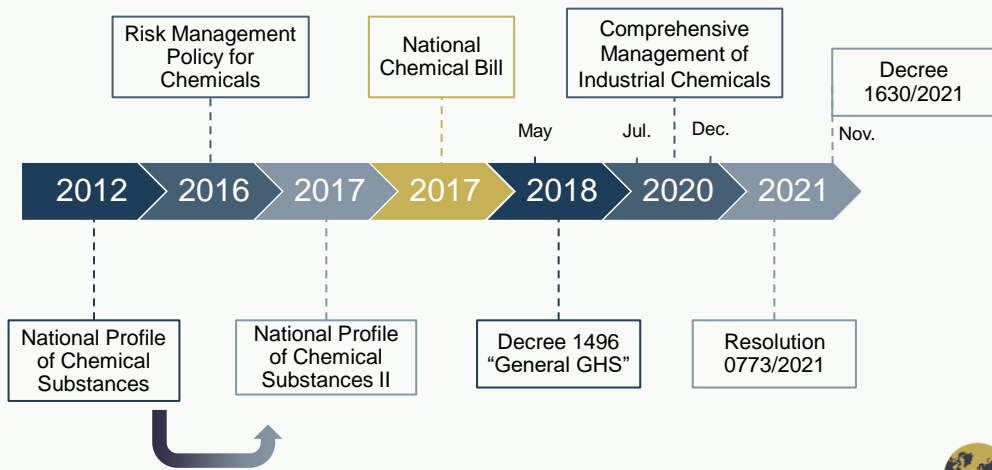 Risk Management
Policy for
Chemicals
National
Chemical Bill
Comprehensive
Management of
Industrial Chemicals
Decree
1630/2021
May
Jul.
Dec.
Nov.
2012
2016
2017
2017
2018
2020
2021
National Profile
of Chemical
Substances
National Profile
of Chemical
Substances II
Decree 1496
“General GHS”
Resolution
0773/2021